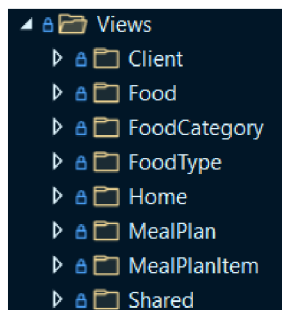 Views
Client
Food
FoodCategory
FoodType
Home
MealPlan
MealPlanItem
Shared